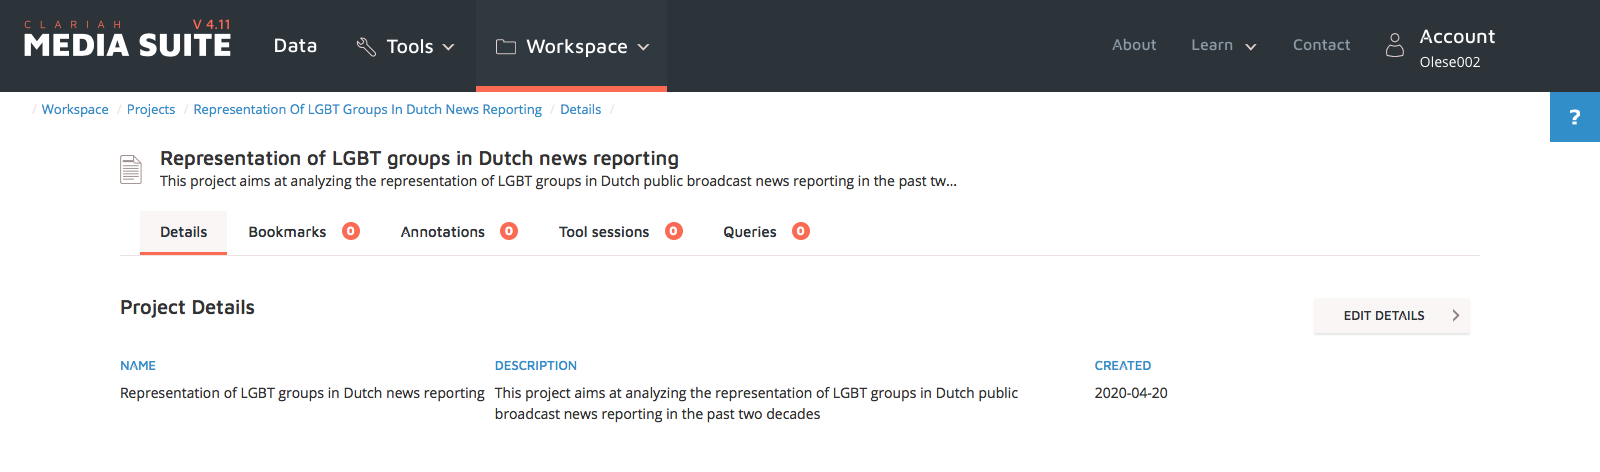 CLARIAH V 4.11
MEDIA SUITE
Data
Tools
Workspace
About
Learn
Contact
Account
Olese002
/ Workspace / Projects / Representation Of LGBT Groups In Dutch News Reporting / Details /
?
Representation of LGBT groups in Dutch news reporting
This project aims at analyzing the representation of LGBT groups in Dutch public broadcast news reporting in the past tw...
Details
Bookmarks 0
Annotations 0
Tool sessions 0
Queries 0
Project Details
EDIT DETAILS
NAME
DESCRIPTION
CREATED
Representation of LGBT groups in Dutch news reporting
This project aims at analyzing the representation of LGBT groups in Dutch public
broadcast news reporting in the past two decades
2020-04-20